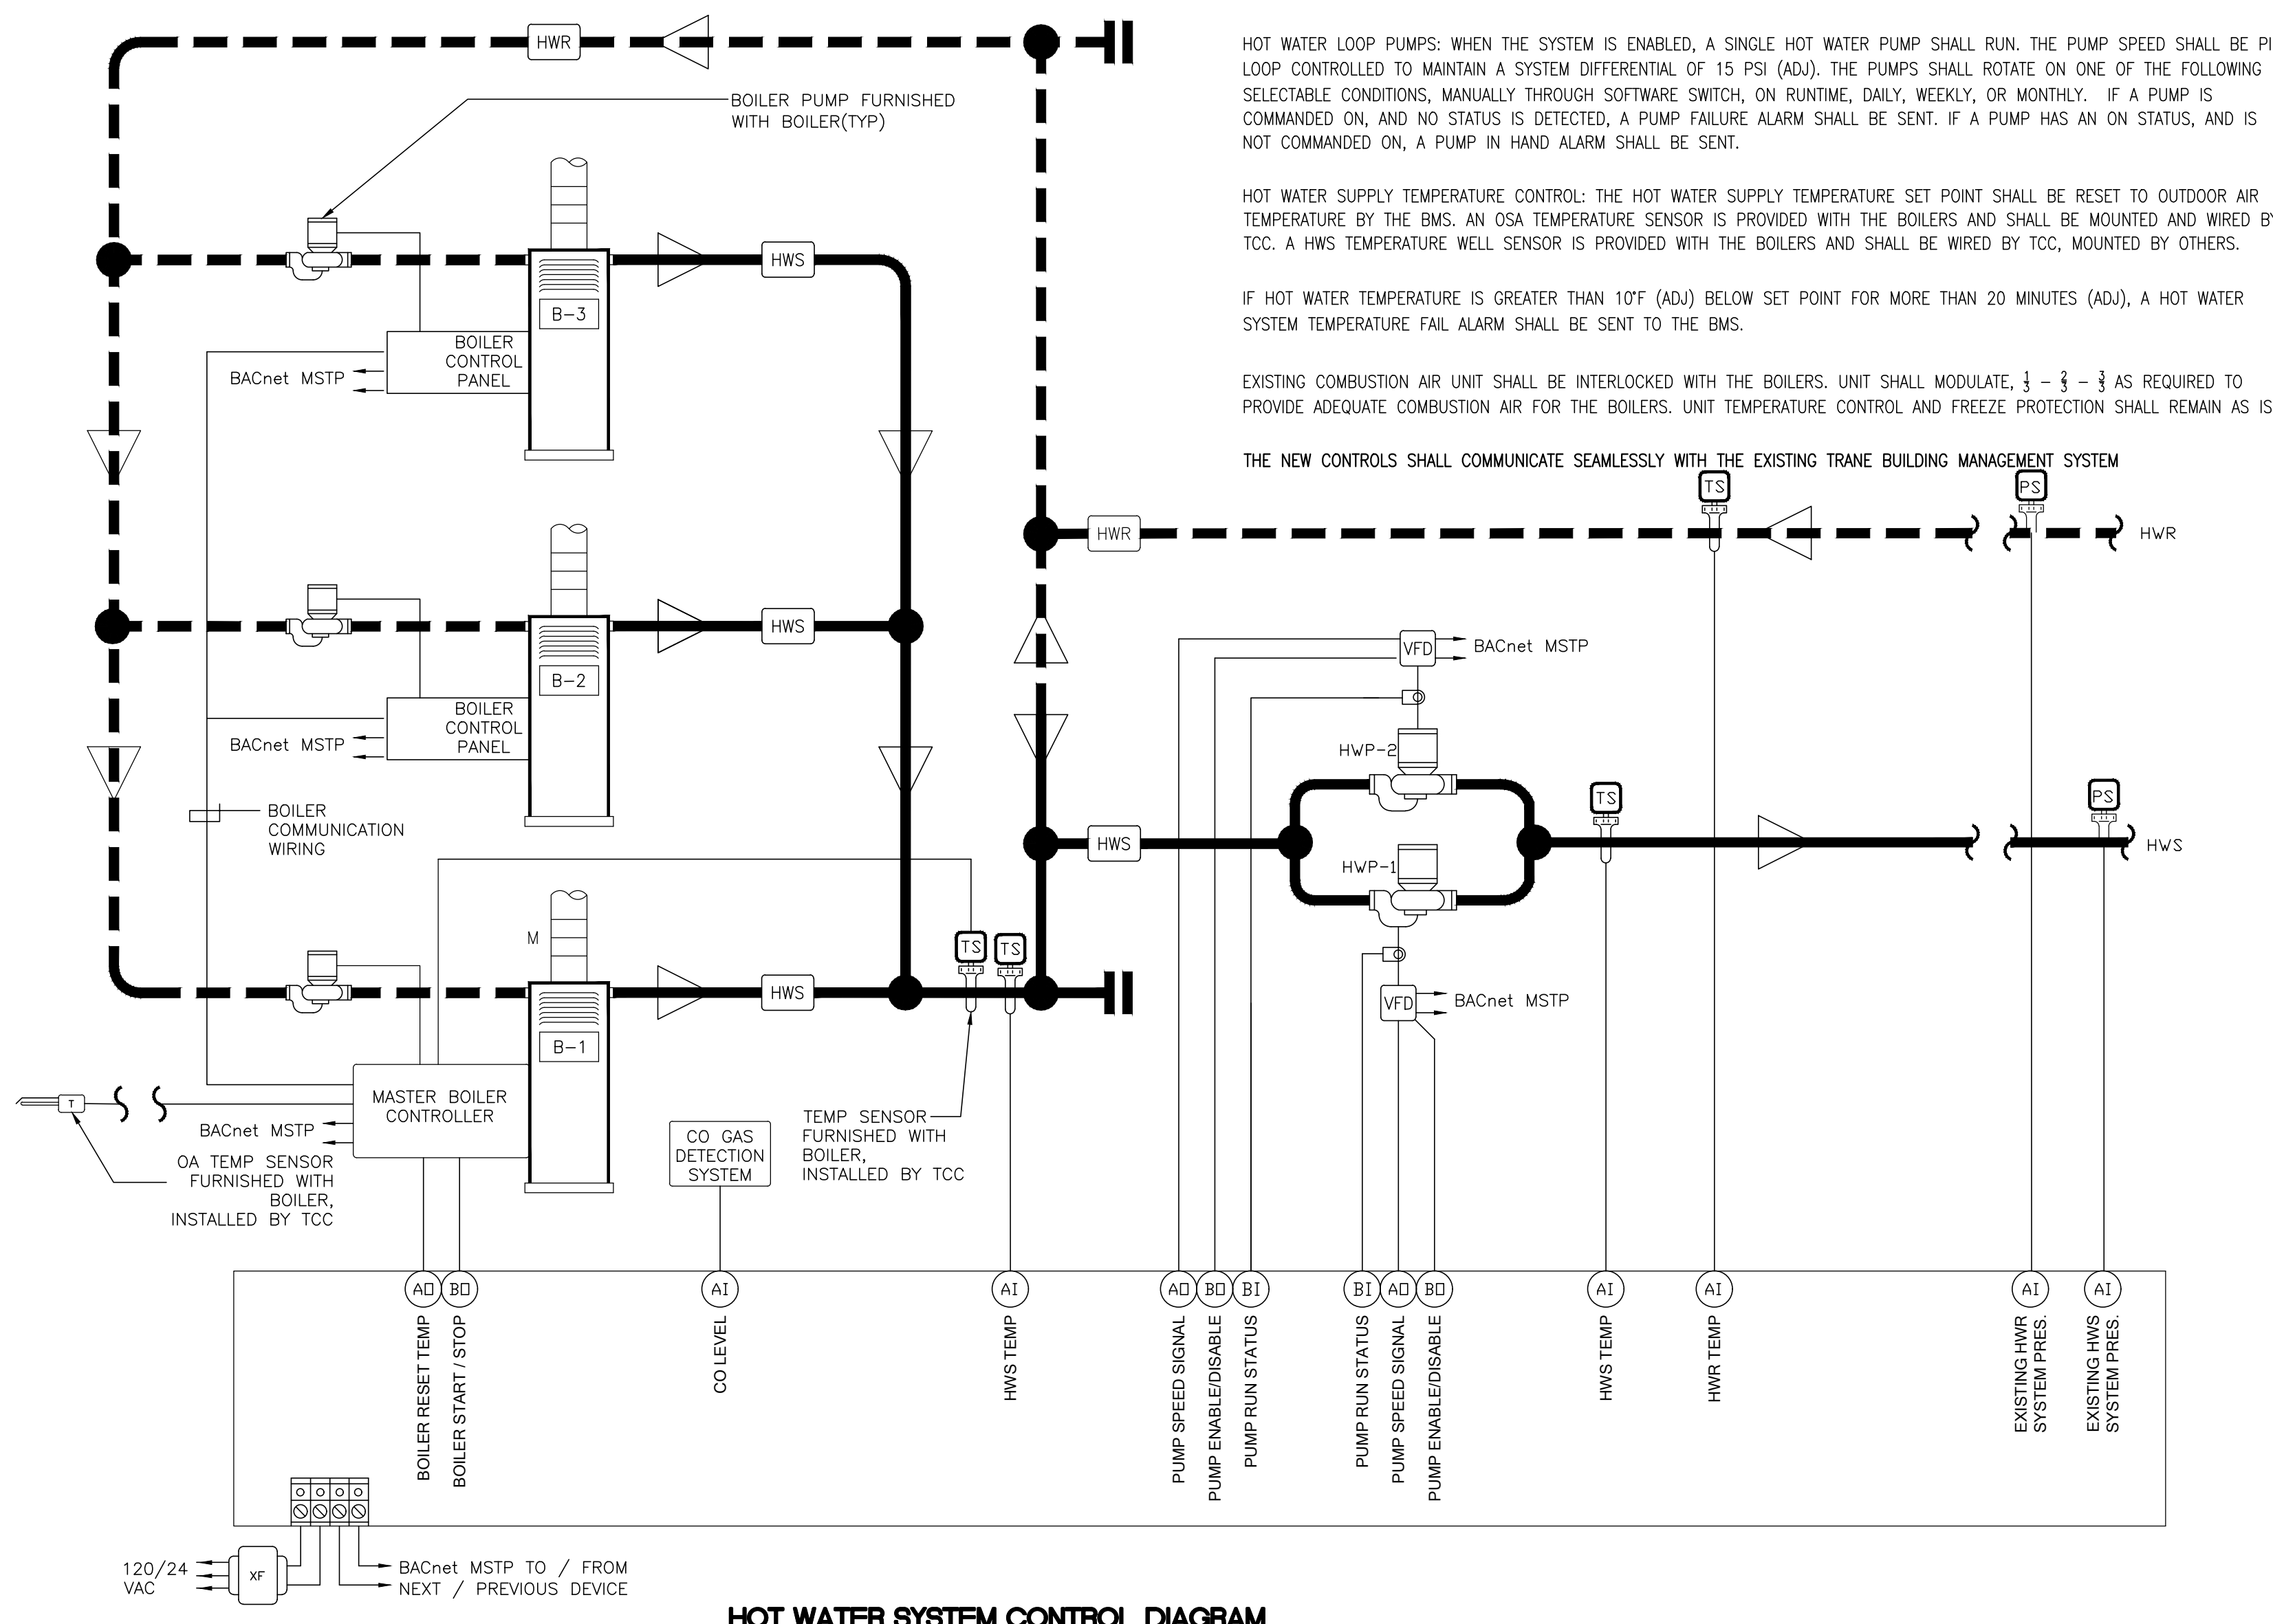 HOT WATER LOOP PUMPS: WHEN THE SYSTEM IS ENABLED, A SINGLE HOT WATER PUMP SHALL RUN. THE PUMP SPEED SHALL BE PI
LOOP CONTROLLED TO MAINTAIN A SYSTEM DIFFERENTIAL OF 15 PSI (ADJ). THE PUMPS SHALL ROTATE ON ONE OF THE FOLLOWING
SELECTABLE CONDITIONS, MANUALLY THROUGH SOFTWARE SWITCH, ON RUNTIME, DAILY, WEEKLY, OR MONTHLY. IF A PUMP IS
COMMANDED ON, AND NO STATUS IS DETECTED, A PUMP FAILURE ALARM SHALL BE SENT. IF A PUMP HAS AN ON STATUS, AND IS
NOT COMMANDED ON, A PUMP IN HAND ALARM SHALL BE SENT.
HOT WATER SUPPLY TEMPERATURE CONTROL: THE HOT WATER SUPPLY TEMPERATURE SET POINT SHALL BE RESET TO OUTDOOR AIR
TEMPERATURE BY THE BMS. AN OSA TEMPERATURE SENSOR IS PROVIDED WITH THE BOILERS AND SHALL BE MOUNTED AND WIRED BY
TCC. A HWS TEMPERATURE WELL SENSOR IS PROVIDED WITH THE BOILERS AND SHALL BE WIRED BY TCC, MOUNTED BY OTHERS.
IF HOT WATER TEMPERATURE IS GREATER THAN 10°F (ADJ) BELOW SET POINT FOR MORE THAN 20 MINUTES (ADJ), A HOT WATER
SYSTEM TEMPERATURE FAIL ALARM SHALL BE SENT TO THE BMS.
EXISTING COMBUSTION AIR UNIT SHALL BE INTERLOCKED WITH THE BOILERS. UNIT SHALL MODULATE, 1/3 - 2/3 - 3/3 AS REQUIRED TO
PROVIDE ADEQUATE COMBUSTION AIR FOR THE BOILERS. UNIT TEMPERATURE CONTROL AND FREEZE PROTECTION SHALL REMAIN AS IS
THE NEW CONTROLS SHALL COMMUNICATE SEAMLESSLY WITH THE EXISTING TRANE BUILDING MANAGEMENT SYSTEM
HWR
BOILER PUMP FURNISHED
WITH BOILER(TYP)
HWS
B-3
BOILER
CONTROL
PANEL
BACnet MSTP
TS
PS
HWR
HWR
HWS
B-2
BOILER
CONTROL
PANEL
BACnet MSTP
VFD
BACnet MSTP
HWP-2
BOILER
COMMUNICATION
WIRING
TS
PS
HWS
HWS
HWP-1
M
TS
TS
HWS
VFD
BACnet MSTP
B-1
MASTER BOILER
CONTROLLER
T
BACnet MSTP
OA TEMP SENSOR
FURNISHED WITH
BOILER,
INSTALLED BY TCC
CO GAS
DETECTION
SYSTEM
TEMP SENSOR
FURNISHED WITH
BOILER,
INSTALLED BY TCC
AO
BO
AI
AI
AO
BO
BI
BI
AO
BO
AI
AI
AI
AI
BOILER RESET TEMP
BOILER START / STOP
CO LEVEL
HWS TEMP
PUMP SPEED SIGNAL
PUMP ENABLE/DISABLE
PUMP RUN STATUS
PUMP RUN STATUS
PUMP SPEED SIGNAL
PUMP ENABLE/DISABLE
HWS TEMP
HWR TEMP
EXISTING HWR
SYSTEM PRES.
EXISTING HWS
SYSTEM PRES.
120/24
VAC
XF
BACnet MSTP TO / FROM
NEXT / PREVIOUS DEVICE
HOT WATER SYSTEM CONTROL DIAGRAM